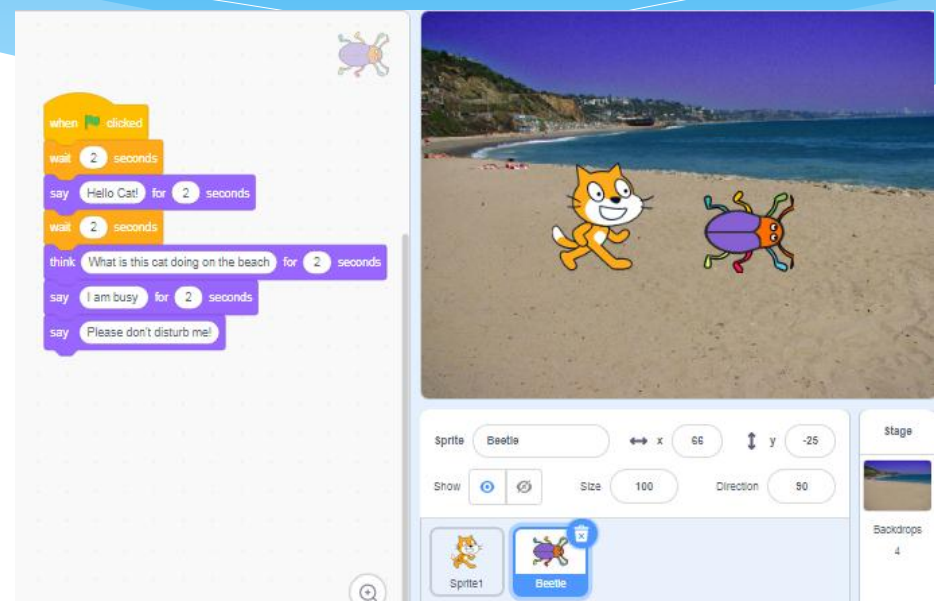 when clicked
wait 2 seconds
say Hello Cat! for 2 seconds
wait 2 seconds
think What is this cat doing on the beach for 2 seconds
say I am busy for 2 seconds
say Please don't disturb me!
Sprite Beetle x 66 y -25
Show Size 100 Direction 90
Sprite1 Beetle
Stage
Backdrops
4